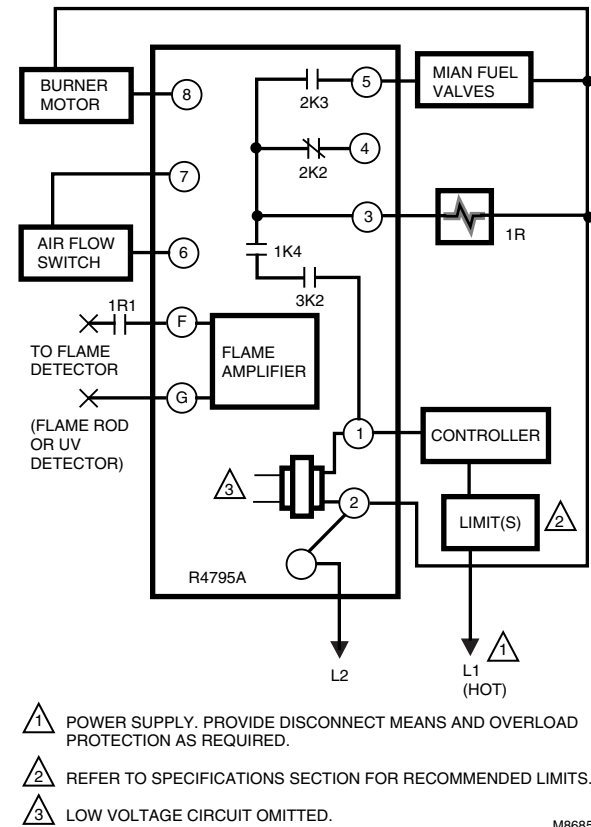 BURNER
MOTOR
8
5
MIAN FUEL
VALVES
2K3
4
2K2
7
3
1R
AIR FLOW
SWITCH
6
1K4
3K2
1R1
F
TO FLAME
DETECTOR
FLAME
AMPLIFIER
G
(FLAME ROD
OR UV
DETECTOR)
1
CONTROLLER
3
2
LIMIT(S)
2
R4795A
L2
L1
(HOT)
1
1 POWER SUPPLY. PROVIDE DISCONNECT MEANS AND OVERLOAD
PROTECTION AS REQUIRED.
2 REFER TO SPECIFICATIONS SECTION FOR RECOMMENDED LIMITS.
3 LOW VOLTAGE CIRCUIT OMITTED.
M8685